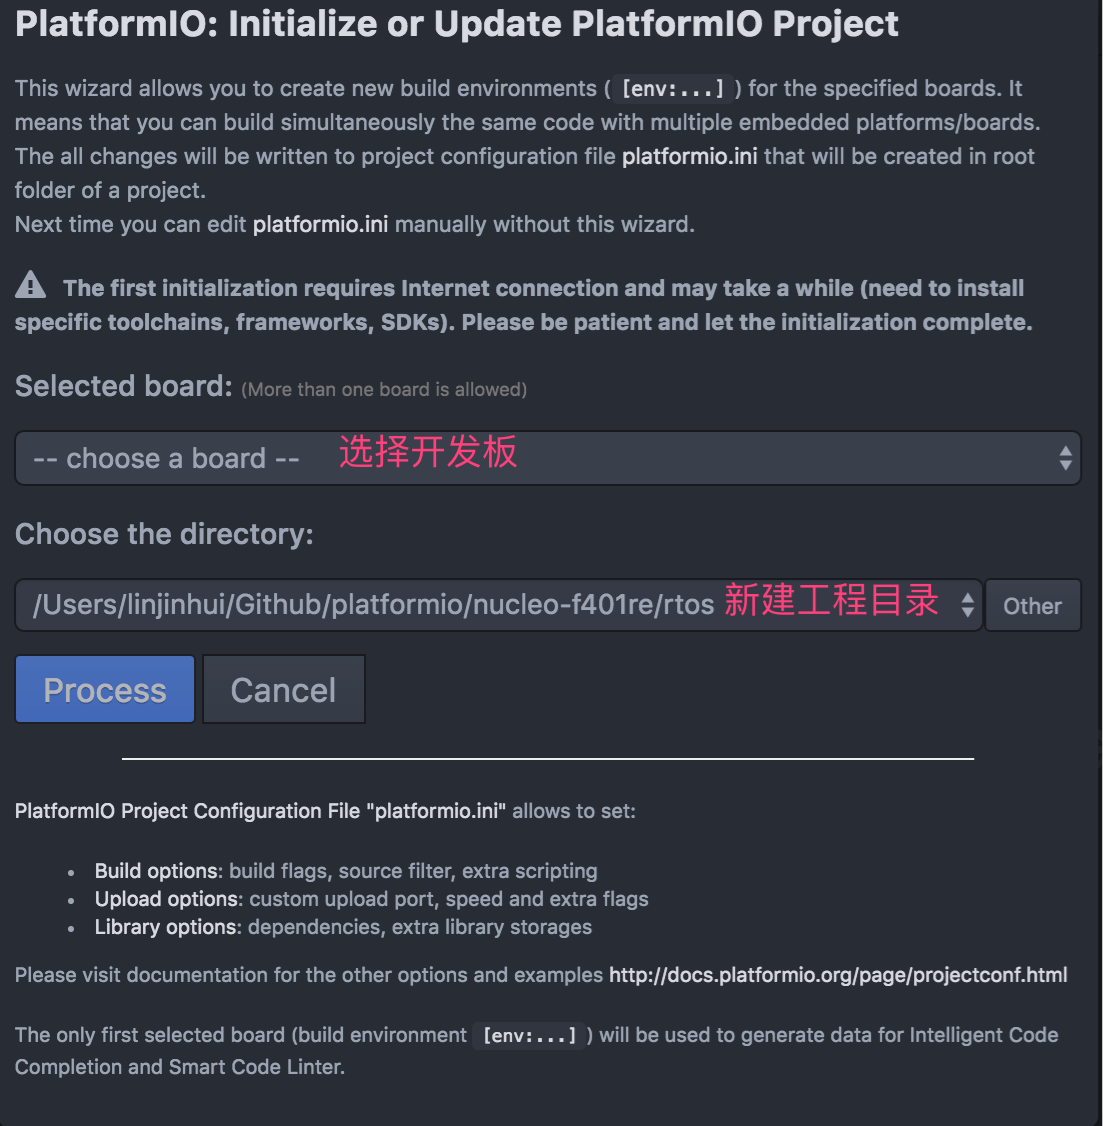 PlatformIO: Initialize or Update PlatformIO Project
This wizard allows you to create new build environments ( [env:...] ) for the specified boards. It
means that you can build simultaneously the same code with multiple embedded platforms/boards.
The all changes will be written to project configuration file platformio.ini that will be created in root
folder of a project.
Next time you can edit platformio.ini manually without this wizard.
The first initialization requires Internet connection and may take a while (need to install
specific toolchains, frameworks, SDKs). Please be patient and let the initialization complete.
Selected board: (More than one board is allowed)
-- choose a board -- 选择开发板
Choose the directory:
/Users/linjinhui/Github/platformio/nucleo-f401re/rtos 新建工程目录 Other
Process Cancel
PlatformIO Project Configuration File "platformio.ini" allows to set:
• Build options: build flags, source filter, extra scripting
• Upload options: custom upload port, speed and extra flags
• Library options: dependencies, extra library storages
Please visit documentation for the other options and examples http://docs.platformio.org/page/projectconf.html
The only first selected board (build environment [env:...] ) will be used to generate data for Intelligent Code
Completion and Smart Code Linter.